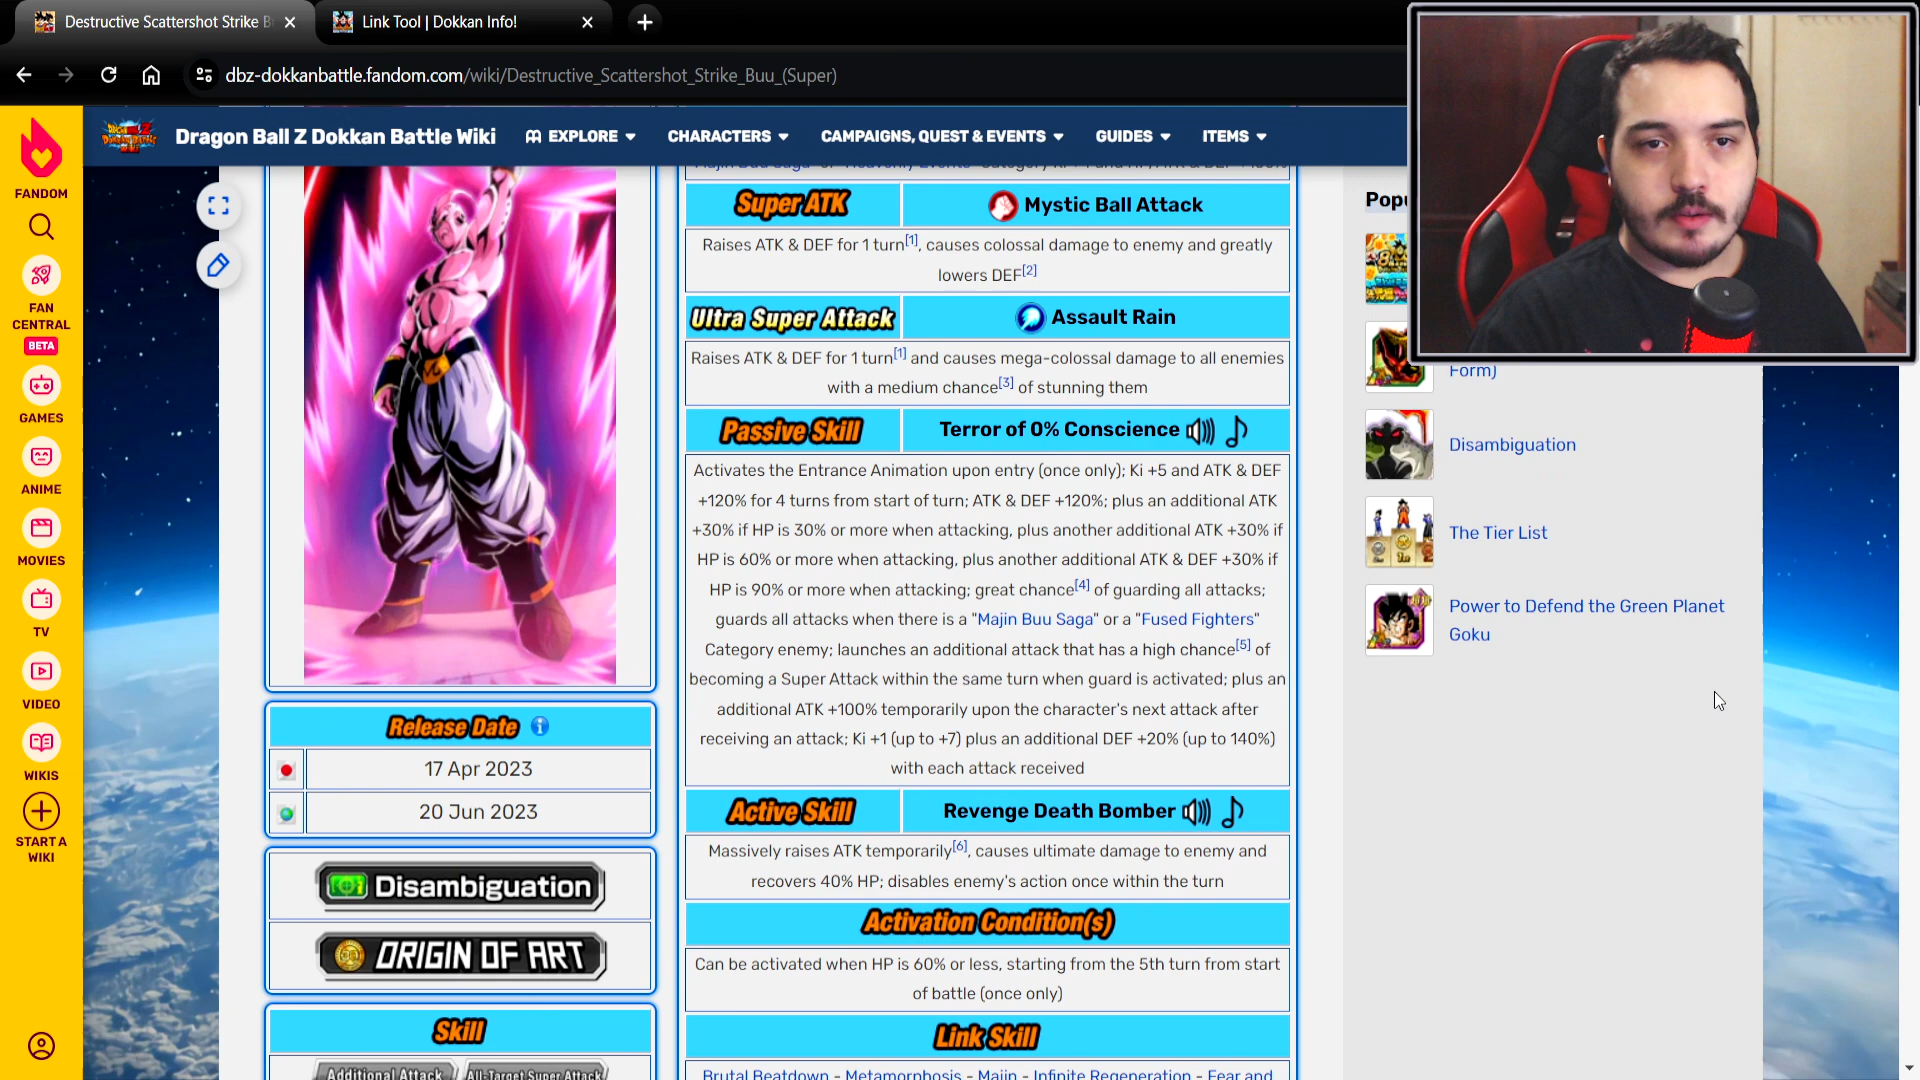 Destructive Scattershot Strike B
Link Tool | Dokkan Info!
dbz-dokkanbattle.fandom.com/wiki/Destructive_Scattershot_Strike_Buu_(Super)
Dragon Ball Z Dokkan Battle Wiki
EXPLORE
CHARACTERS
CAMPAIGNS, QUEST & EVENTS
GUIDES
ITEMS
FANDOM
FAN CENTRAL
BETA
GAMES
ANIME
MOVIES
TV
VIDEO
WIKIS
START A WIKI
Release Date
17 Apr 2023
20 Jun 2023
Disambiguation
ORIGIN OF ART
Skill
Additional Attack
All-Target Super Attack
Super ATK
Mystic Ball Attack
Raises ATK & DEF for 1 turn[1], causes colossal damage to enemy and greatly
lowers DEF[2]
Ultra Super Attack
Assault Rain
Raises ATK & DEF for 1 turn[1] and causes mega-colossal damage to all enemies
with a medium chance[3] of stunning them
Passive Skill
Terror of 0% Conscience
Activates the Entrance Animation upon entry (once only); Ki +5 and ATK & DEF
+120% for 4 turns from start of turn; ATK & DEF +120%; plus an additional ATK
+30% if HP is 30% or more when attacking, plus another additional ATK +30% if
HP is 60% or more when attacking, plus another additional ATK & DEF +30% if
HP is 90% or more when attacking; great chance[4] of guarding all attacks;
guards all attacks when there is a "Majin Buu Saga" or a "Fused Fighters"
Category enemy; launches an additional attack that has a high chance[5] of
becoming a Super Attack within the same turn when guard is activated; plus an
additional ATK +100% temporarily upon the character's next attack after
receiving an attack; Ki +1 (up to +7) plus an additional DEF +20% (up to 140%)
with each attack received
Active Skill
Revenge Death Bomber
Massively raises ATK temporarily[6], causes ultimate damage to enemy and
recovers 40% HP; disables enemy's action once within the turn
Activation Condition(s)
Can be activated when HP is 60% or less, starting from the 5th turn from start
of battle (once only)
Link Skill
Brutal Beatdown - Metamorphosis - Majin - Infinite Regeneration - Fear and
Popu
Form)
Disambiguation
The Tier List
Power to Defend the Green Planet
Goku